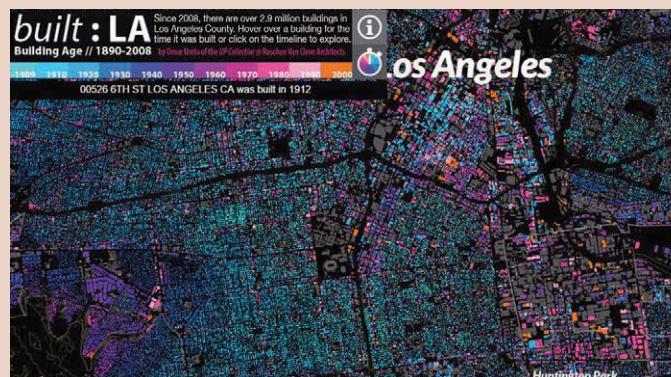 built : LA
Building Age // 1890-2008
Since 2008, there are over 2.9 million buildings in
Los Angeles County. Hover over a building for the
time it was built or click on the timeline to explore.
by Omar Ureta of the UP Collective @ Roschen Van Cleve Architects
i
1909 1910 1920 1930 1940 1950 1960 1970 1980 1990 2000
00526 6TH ST LOS ANGELES CA was built in 1912
Los Angeles
Huntington Park